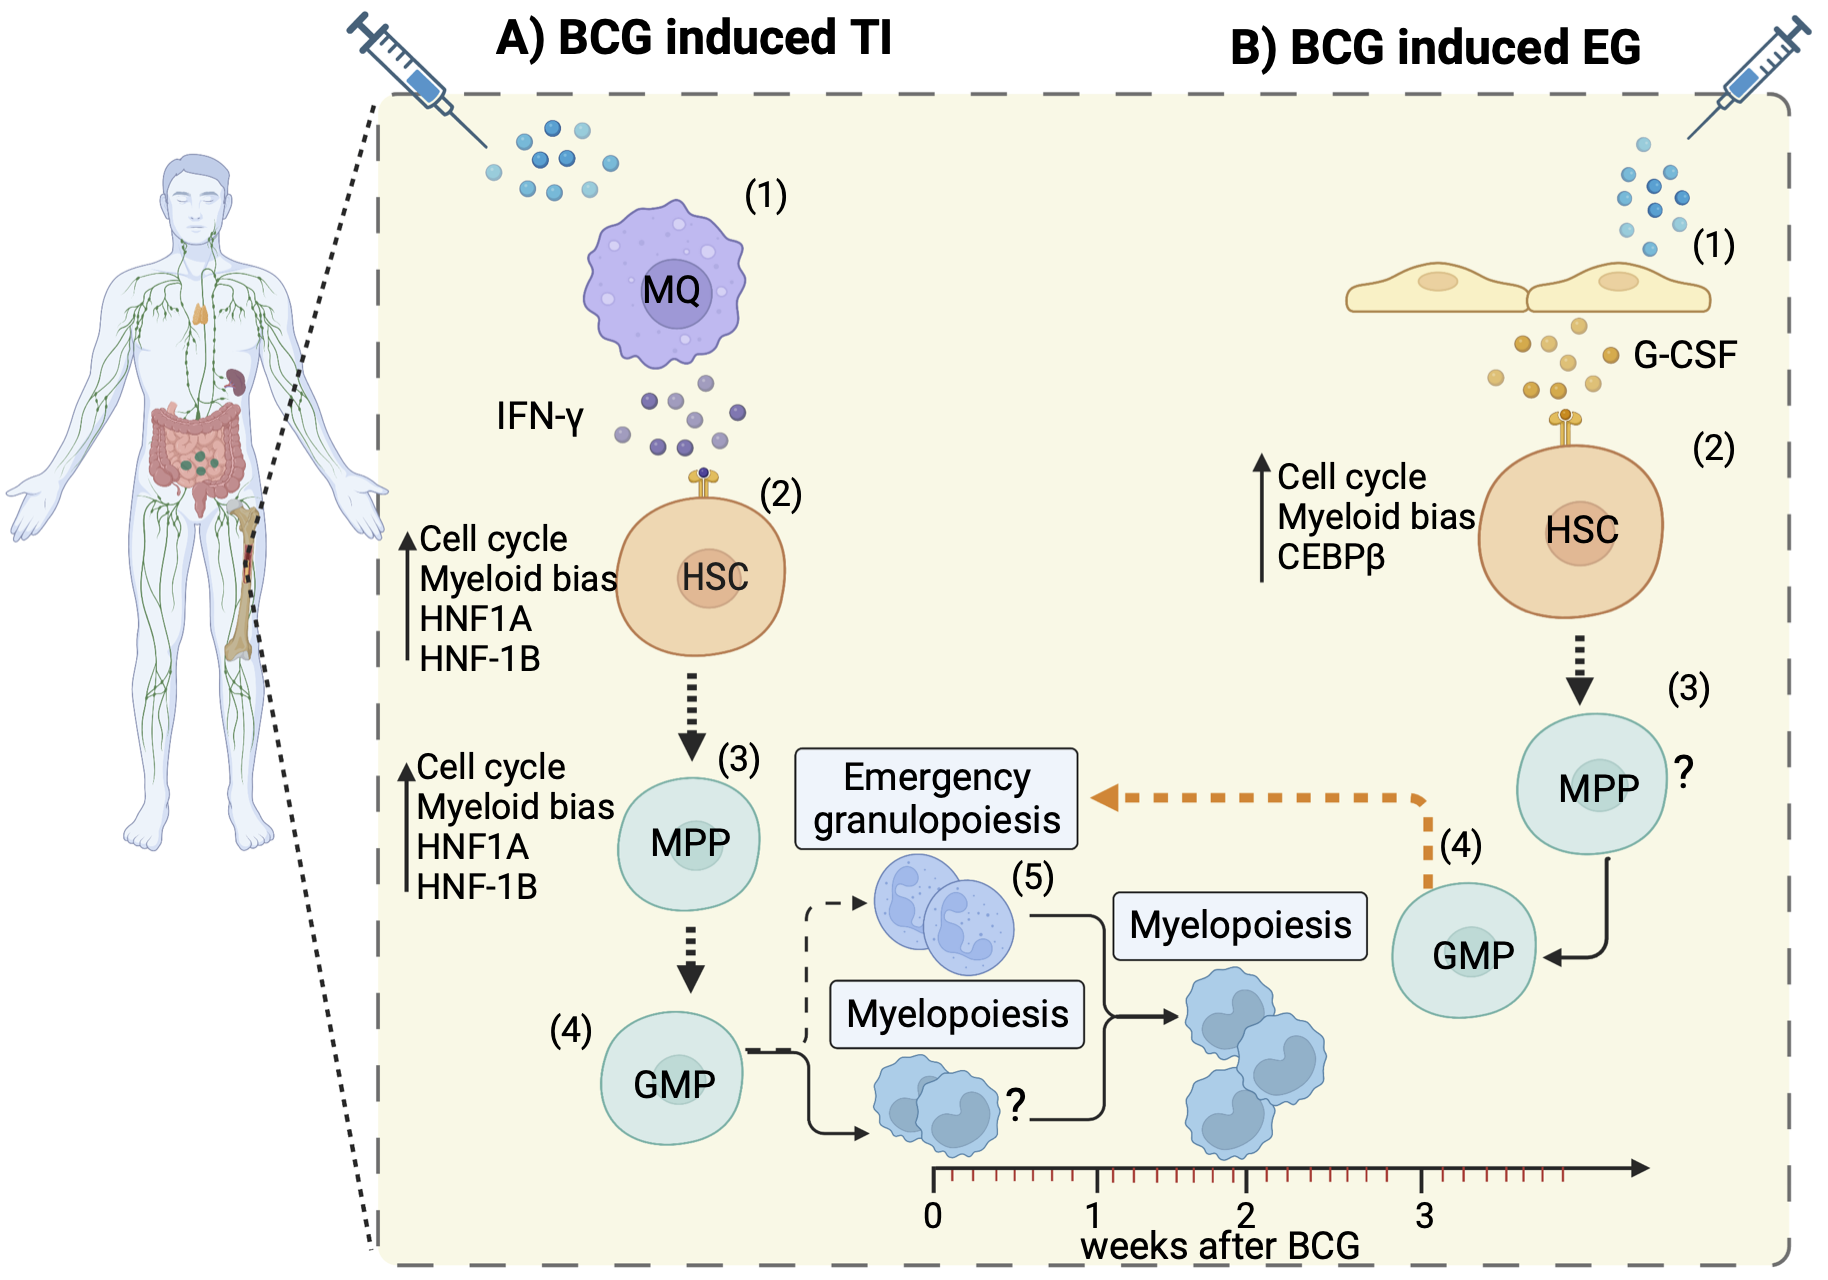 A) BCG induced TI
B) BCG induced EG
(1)
MQ
IFN-γ
(2)
Cell cycle
Myeloid bias
HNF1A
HNF-1B
HSC
(3)
Cell cycle
Myeloid bias
HNF1A
HNF-1B
MPP
(4)
GMP
Emergency
granulopoiesis
(5)
Myelopoiesis
?
Myelopoiesis
(1)
G-CSF
(2)
Cell cycle
Myeloid bias
CEBPβ
HSC
(3)
MPP
?
(4)
GMP
0 1 2 3
weeks after BCG